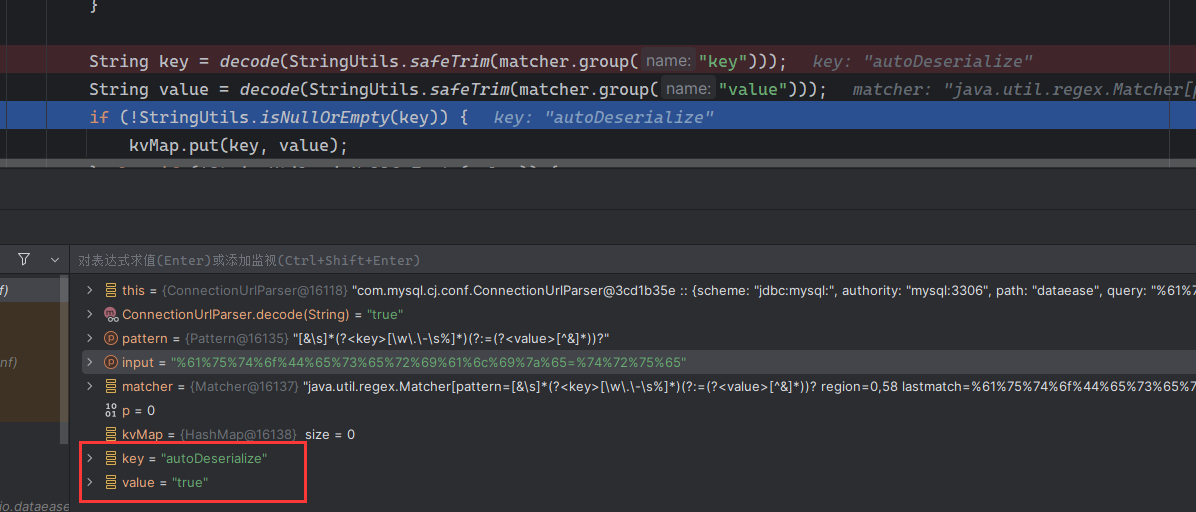 }
String key = decode(StringUtils.safeTrim(matcher.group( name: "key"))); key: "autoDeserialize"
String value = decode(StringUtils.safeTrim(matcher.group( name: "value"))); matcher: "java.util.regex.Matcher[p
if (!StringUtils.isNullOrEmpty(key)) { key: "autoDeserialize"
kvMap.put(key, value);
对表达式求值(Enter)或添加监视(Ctrl+Shift+Enter)
f)
this = {ConnectionUrlParser@16118} "com.mysql.cj.conf.ConnectionUrlParser@3cd1b35e :: {scheme: "jdbc:mysql:", authority: "mysql:3306", path: "dataease", query: "%61%7
ConnectionUrlParser.decode(String) = "true"
pattern = {Pattern@16135} "[&\s]*(?<key>[\w\.\-\s%]*)(?:=(?<value>[^&]*))?"
nf)
input = "%61%75%74%6f%44%65%73%65%72%69%61%6c%69%7a%65=%74%72%75%65"
matcher = {Matcher@16137} "java.util.regex.Matcher[pattern=[&\s]*(?<key>[\w\.\-\s%]*)(?:=(?<value>[^&]*))? region=0,58 lastmatch=%61%75%74%6f%44%65%73%65%7
10
01 p = 0
kvMap = {HashMap@16138} size = 0
key = "autoDeserialize"
value = "true"
io.dataease